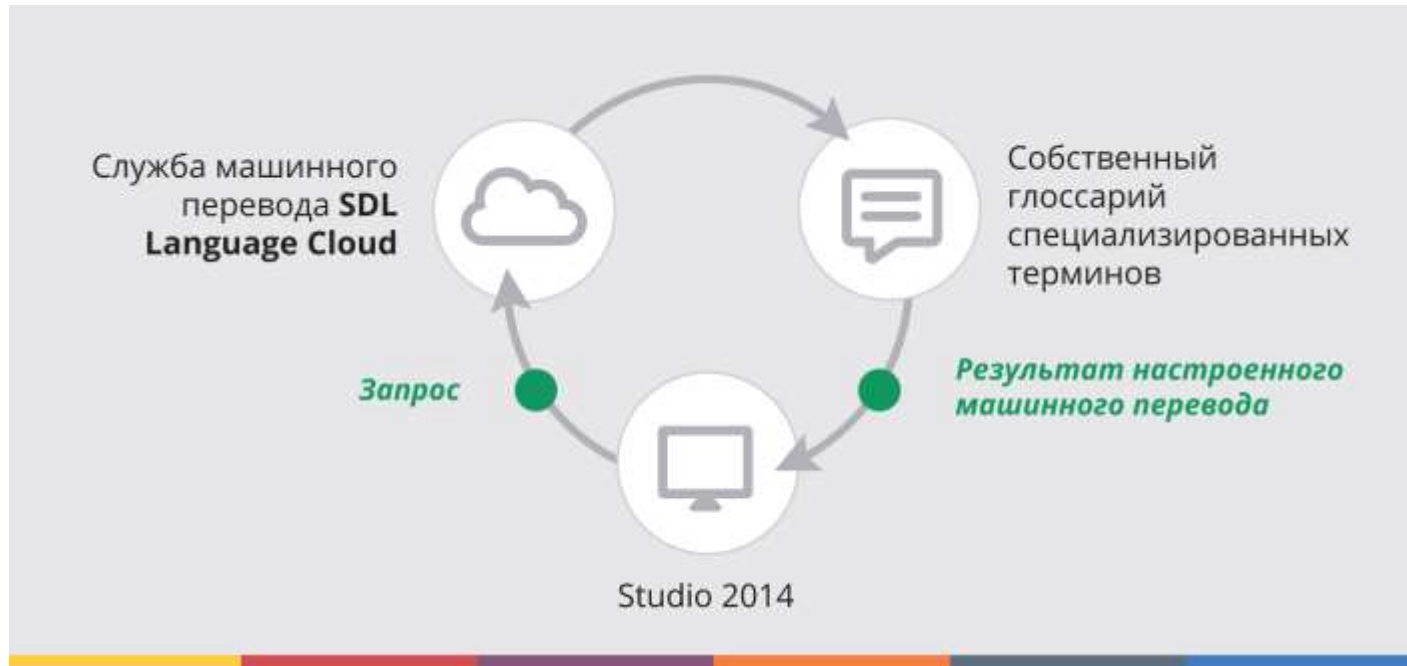 Служба машинного
перевода SDL
Language Cloud
Собственный
глоссарий
специализированных
терминов
Запрос
Результат настроенного
машинного перевода
Studio 2014